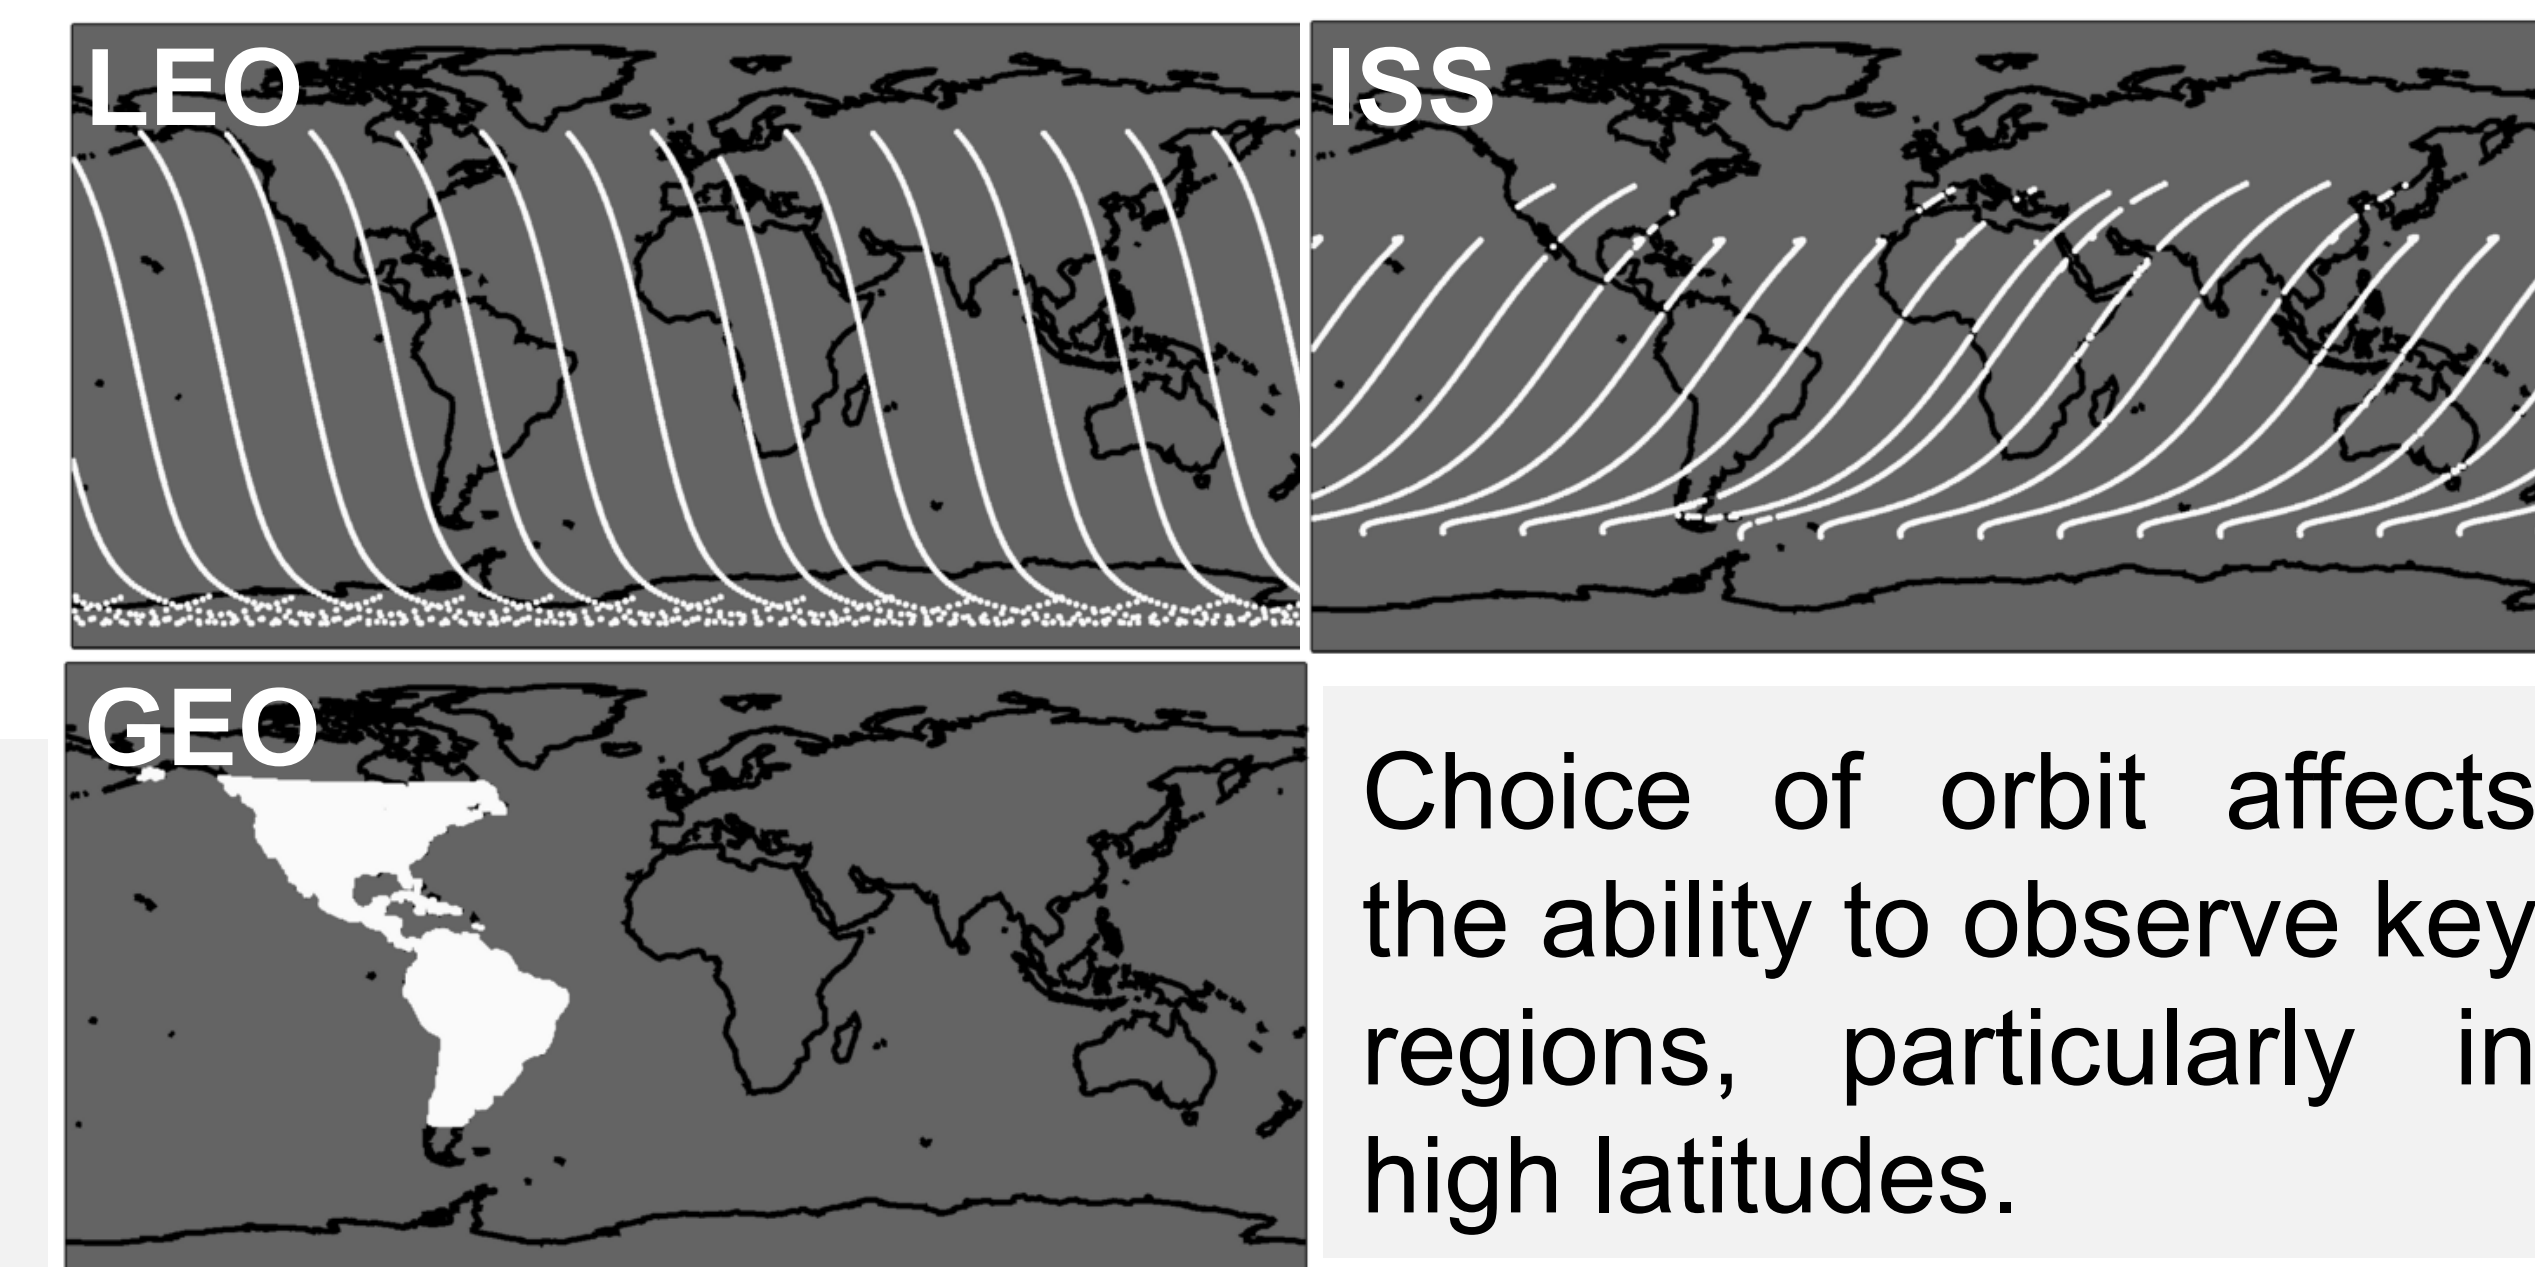 LEO
ISS
GEO
Choice of orbit affects
the ability to observe key
regions, particularly in
high latitudes.